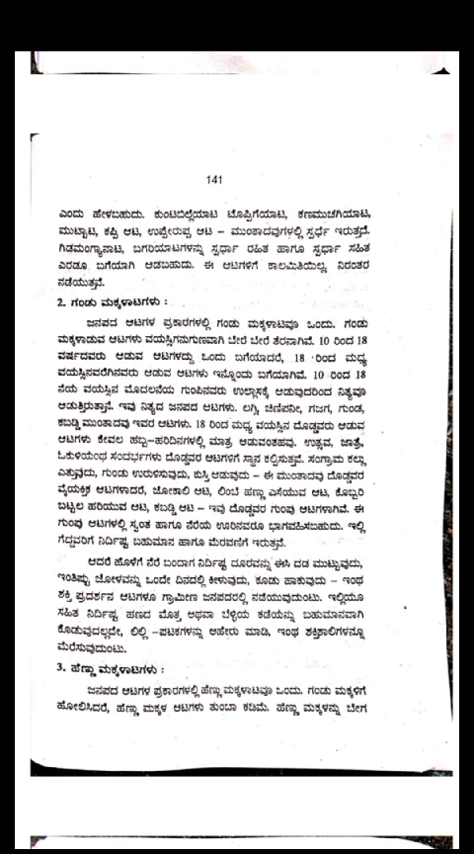 141
ಎಂದು ಹೇಳಬಹುದು. ಕುಂಟಬಿಲ್ಲೆಯಾಟ ಟೊಪ್ಪಿಗೆಯಾಟ, ಕಣಮುಚಗಿಯಾಟ,
ಮುಟ್ಟಾಟ, ಕಪ್ಪಿ ಆಟ, ಉಪ್ಪೇರುಪ್ಪ ಆಟ – ಮುಂತಾದವುಗಳಲ್ಲಿ ಸ್ಪರ್ಧೆ ಇರುತ್ತದೆ.
ಗಿಡಮಂಗ್ಯಾನಾಟ, ಬಗರಿಯಾಟಗಳನ್ನು ಸ್ಪರ್ಧಾ ರಹಿತ ಹಾಗೂ ಸ್ಪರ್ಧಾ ಸಹಿತ
ಎರಡೂ ಬಗೆಯಾಗಿ ಆಡಬಹುದು. ಈ ಆಟಗಳಿಗೆ ಕಾಲಮಿತಿಯಿಲ್ಲ. ನಿರಂತರ
ನಡೆಯುತ್ತವೆ.
2. ಗಂಡು ಮಕ್ಕಳಾಟಗಳು :
ಜನಪದ ಆಟಗಳ ಪ್ರಕಾರಗಳಲ್ಲಿ ಗಂಡು ಮಕ್ಕಳಾಟವೂ ಒಂದು. ಗಂಡು
ಮಕ್ಕಳಾಡುವ ಆಟಗಳು ವಯಸ್ಸಿಗನುಗುಣವಾಗಿ ಬೇರೆ ಬೇರೆ ತೆರನಾಗಿವೆ. 10 ರಿಂದ 18
ವರ್ಷದವರು ಆಡುವ ಆಟಗಳದ್ದು ಒಂದು ಬಗೆಯಾದರೆ, 18 ರಿಂದ ಮಧ್ಯ
ವಯಸ್ಸಿನವರೆಗಿನವರು ಆಡುವ ಆಟಗಳು ಇನ್ನೊಂದು ಬಗೆಯಾಗಿವೆ. 10 ರಿಂದ 18
ನೆಯ ವಯಸ್ಸಿನ ಮೊದಲನೆಯ ಗುಂಪಿನವರು ಉಲ್ಲಾಸಕ್ಕೆ ಆಡುವುದರಿಂದ ನಿತ್ಯವೂ
ಆಡುತ್ತಿರುತ್ತಾರೆ. ಇವು ನಿತ್ಯದ ಜನಪದ ಆಟಗಳು. ಲಗ್ಗಿ, ಚಿಣಿಪಣೀ, ಗಜಗ, ಗುಂಡ,
ಕಬಡ್ಡಿ ಮುಂತಾದವು ಇವರ ಆಟಗಳು. 18 ರಿಂದ ಮಧ್ಯ ವಯಸ್ಸಿನ ದೊಡ್ಡವರು ಆಡುವ
ಆಟಗಳು ಕೇವಲ ಹಬ್ಬ-ಹರಿದಿನಗಳಲ್ಲಿ ಮಾತ್ರ ಆಡುವಂತಹವು. ಉತ್ಸವ, ಜಾತ್ರೆ,
ಓಕುಳಿಯಂಥ ಸಂದರ್ಭಗಳು ದೊಡ್ಡವರ ಆಟಗಳಿಗೆ ಸ್ಥಾನ ಕಲ್ಪಿಸುತ್ತವೆ. ಸಂಗ್ರಾಮ ಕಲ್ಲು
ಎತ್ತುವುದು, ಗುಂಡು ಉರುಳಿಸುವುದು, ಕುಸ್ತಿ ಆಡುವುದು – ಈ ಮುಂತಾದವು ದೊಡ್ಡವರ
ವೈಯಕ್ತಿಕ ಆಟಗಳಾದರೆ, ಜೋಕಾಲಿ ಆಟ, ಲಿಂಬೆ ಹಣ್ಣು ಎಸೆಯುವ ಆಟ, ಕೊಬ್ಬರಿ
ಬಟ್ಟಲ ಹರಿಯುವ ಆಟ, ಕಬಡ್ಡಿ ಆಟ – ಇವು ದೊಡ್ಡವರ ಗುಂಪು ಆಟಗಳಾಗಿವೆ. ಈ
ಗುಂಪು ಆಟಗಳಲ್ಲಿ ಸ್ವಂತ ಹಾಗೂ ನೆರೆಯ ಊರಿನವರೂ ಭಾಗವಹಿಸಬಹುದು. ಇಲ್ಲಿ
ಗೆದ್ದವರಿಗೆ ನಿರ್ದಿಷ್ಟ ಬಹುಮಾನ ಹಾಗೂ ಮೆರವಣಿಗೆ ಇರುತ್ತವೆ.
ಆದರೆ ಹೊಳೆಗೆ ನೆರೆ ಬಂದಾಗ ನಿರ್ದಿಷ್ಟ ದೂರವನ್ನು ಈಸಿ ದಡ ಮುಟ್ಟುವುದು,
ಇಂತಿಷ್ಟು ಜೋಳವನ್ನು ಒಂದೇ ದಿನದಲ್ಲಿ ಕೀಳುವುದು, ಕೂಡು ಹಾಕುವುದು – ಇಂಥ
ಶಕ್ತಿ ಪ್ರದರ್ಶನ ಆಟಗಳೂ ಗ್ರಾಮೀಣ ಜನಪದರಲ್ಲಿ ನಡೆಯುವುದುಂಟು. ಇಲ್ಲಿಯೂ
ಸಹಿತ ನಿರ್ದಿಷ್ಟ ಹಣದ ಮೊತ್ತ ಅಥವಾ ಬೆಳ್ಳಿಯ ಕಡೆಯನ್ನು ಬಹುಮಾನವಾಗಿ
ಕೊಡುವುದಲ್ಲದೇ, ಲಿಲ್ಲಿ –ಪಟಕಗಳನ್ನು ಆಹೇರು ಮಾಡಿ, ಇಂಥ ಶಕ್ತಿಶಾಲಿಗಳನ್ನೂ
ಮೆರೆಸುವುದುಂಟು.
3. ಹೆಣ್ಣು ಮಕ್ಕಳಾಟಗಳು :
ಜನಪದ ಆಟಗಳ ಪ್ರಕಾರಗಳಲ್ಲಿ ಹೆಣ್ಣು ಮಕ್ಕಳಾಟವೂ ಒಂದು. ಗಂಡು ಮಕ್ಕಳಿಗೆ
ಹೋಲಿಸಿದರೆ, ಹೆಣ್ಣು ಮಕ್ಕಳ ಆಟಗಳು ತುಂಬಾ ಕಡಿಮೆ. ಹೆಣ್ಣು ಮಕ್ಕಳನ್ನು ಬೇಗ